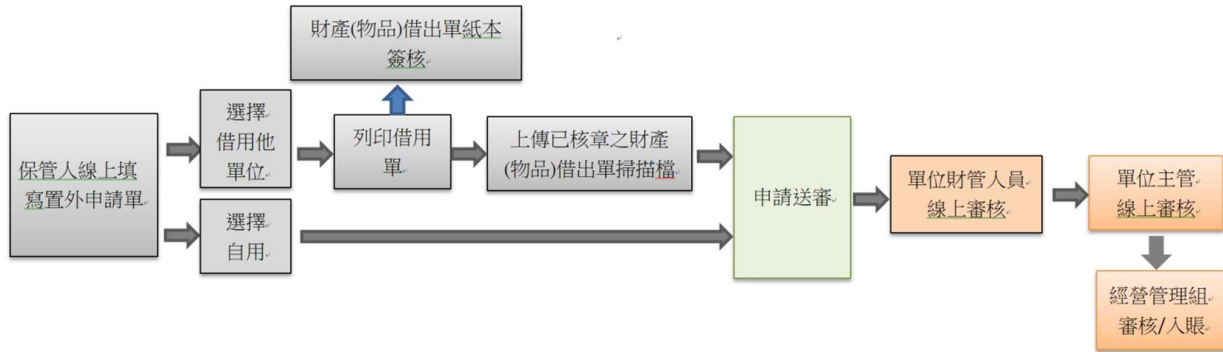 財產(物品)借出單紙本
簽核
保管人線上填
寫置外申請單
選擇
借用他
單位
列印借用
單
上傳已核章之財產
(物品)借出單掃描檔
選擇
自用
申請送審
單位財管人員
線上審核
單位主管
線上審核
經營管理組
審核/入賬